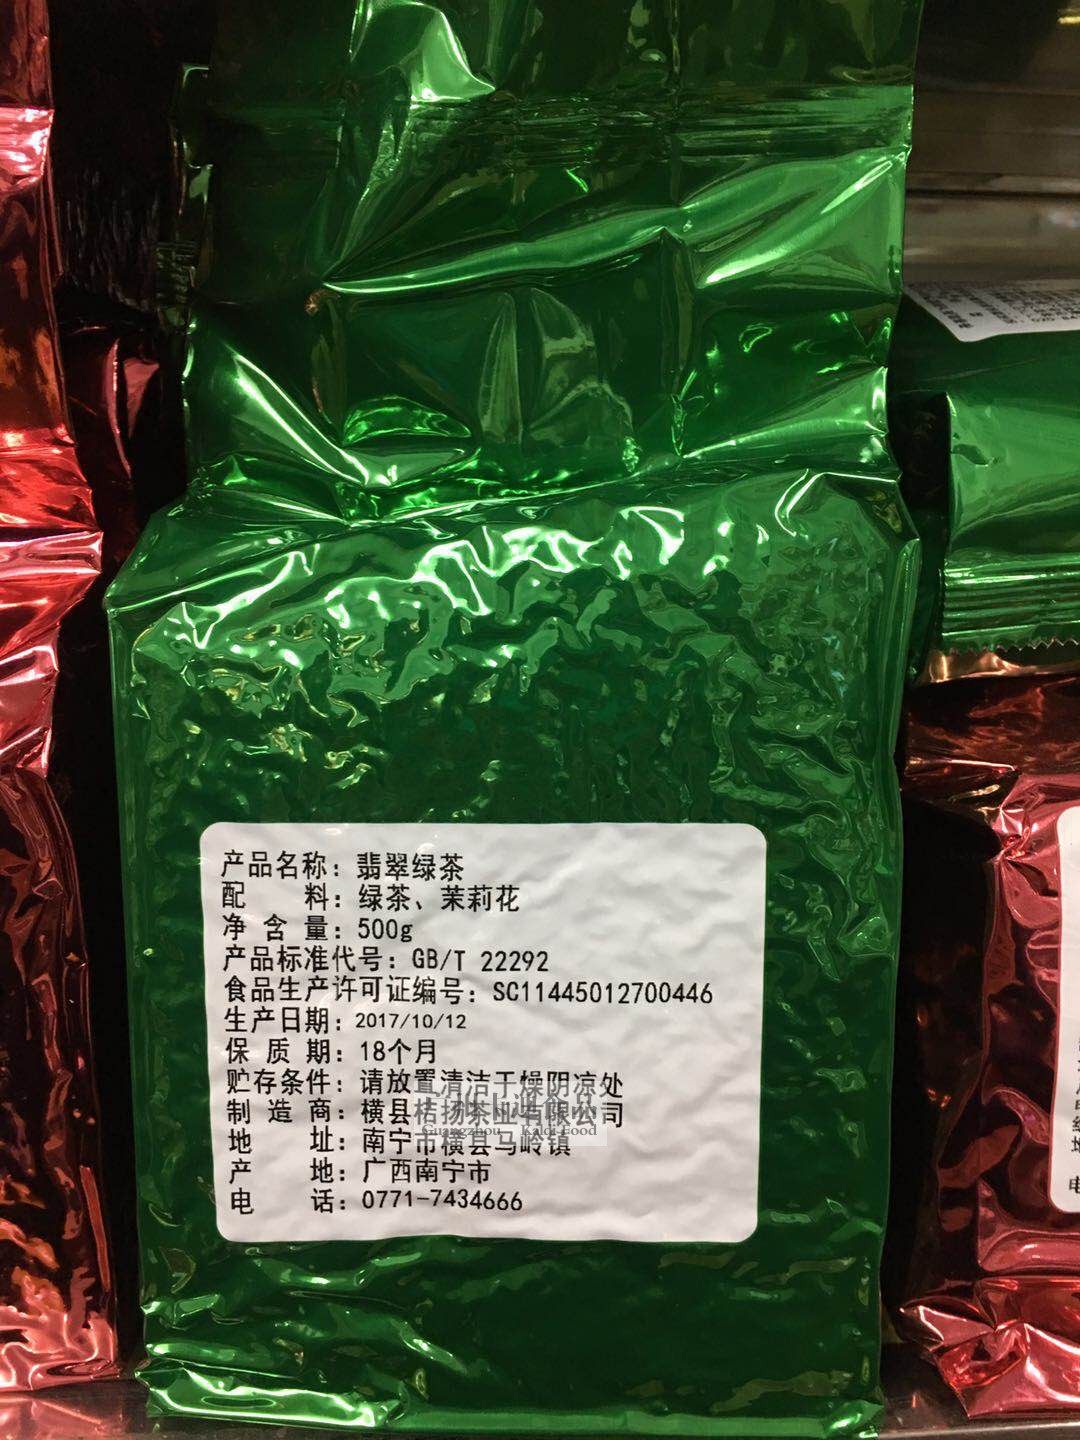 产品名称：翡翠绿茶
配 料：绿茶、茉莉花
净 含 量：500g
产品标准代号：GB/T 22292
食品生产许可证编号：SC11445012700446
生产日期：2017/10/12
保 质 期：18个月
贮存条件：请放置清洁干燥阴凉处
制 造 商：横县桔扬茶业有限公司
Guangzhou Kaloi Food
地 址：南宁市横县马岭镇
产 地：广西南宁市
电 话：0771-7434666